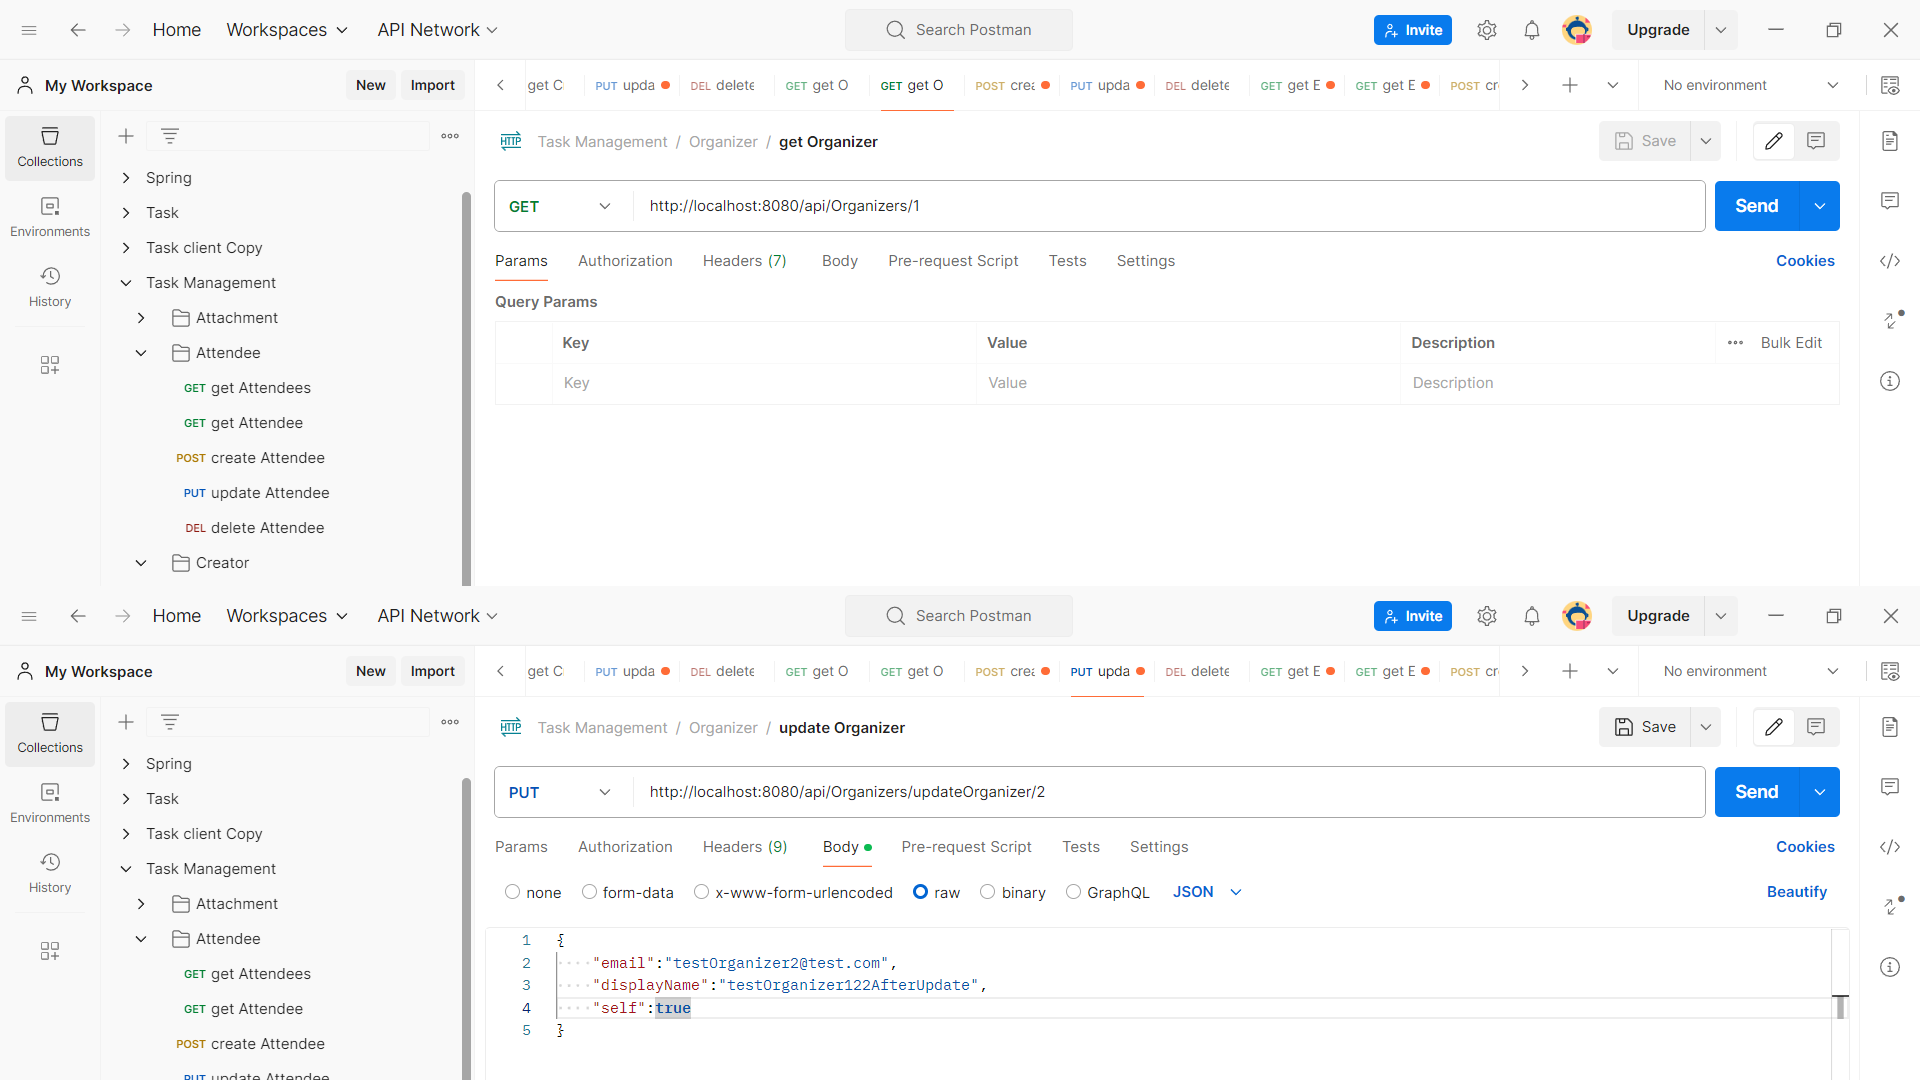 Home Workspaces API Network Search Postman Invite Upgrade
My Workspace New Import get C PUT upda DEL delete GET get O GET get O POST crea PUT upda DEL delete GET get E GET get E POST cr No environment
Collections
Environments
History
Spring
Task
Task client Copy
Task Management
Attachment
Attendee
GET get Attendees
GET get Attendee
POST create Attendee
PUT update Attendee
DEL delete Attendee
Creator
HTTP Task Management / Organizer / get Organizer Save
GET http://localhost:8080/api/Organizers/1 Send
Params Authorization Headers (7) Body Pre-request Script Tests Settings Cookies
Query Params
Key Value Description Bulk Edit
Key Value Description
Home Workspaces API Network Search Postman Invite Upgrade
My Workspace New Import get C PUT upda DEL delete GET get O GET get O POST crea PUT upda DEL delete GET get E GET get E POST cr No environment
Collections
Environments
History
Spring
Task
Task client Copy
Task Management
Attachment
Attendee
GET get Attendees
GET get Attendee
POST create Attendee
PUT update Attendee
HTTP Task Management / Organizer / update Organizer Save
PUT http://localhost:8080/api/Organizers/updateOrganizer/2 Send
Params Authorization Headers (9) Body Pre-request Script Tests Settings Cookies
none form-data x-www-form-urlencoded raw binary GraphQL JSON Beautify
1 {
2 "email":"testOrganizer2@test.com",
3 "displayName":"testOrganizer122AfterUpdate",
4 "self":true
5 }